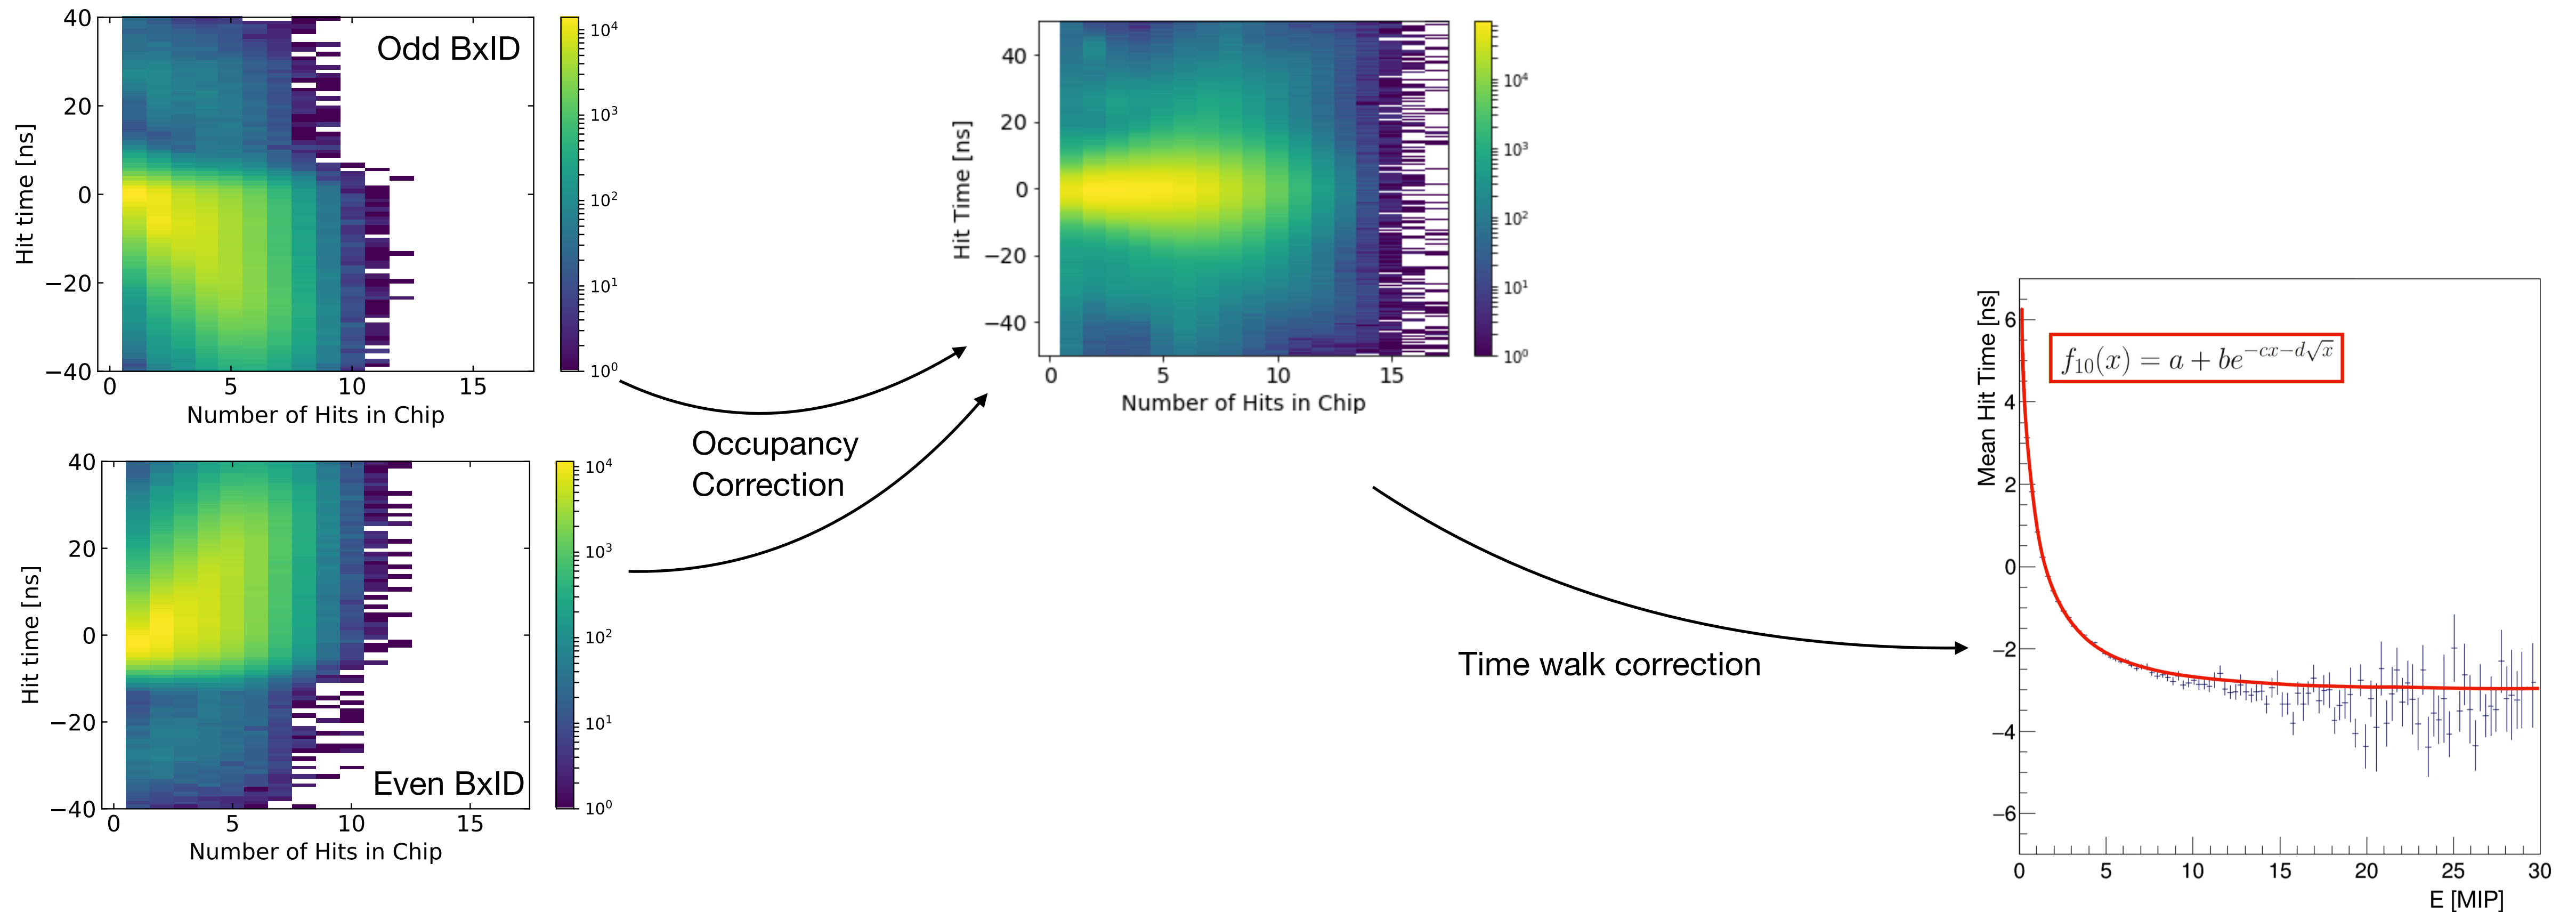 Odd BxID
40
20
0
−20
−40
Hit time [ns]
0 5 10 15
Number of Hits in Chip
10⁴
10³
10²
10¹
10⁰
Even BxID
40
20
0
−20
−40
Hit time [ns]
0 5 10 15
Number of Hits in Chip
10⁴
10³
10²
10¹
10⁰
Occupancy
Correction
40
20
0
−20
−40
Hit Time [ns]
0 5 10 15
Number of Hits in Chip
10⁴
10³
10²
10¹
10⁰
Time walk correction
Mean Hit Time [ns]
6
4
2
0
−2
−4
−6
f₁₀(x) = a + be^{−cx−d√x}
0 5 10 15 20 25 30
E [MIP]